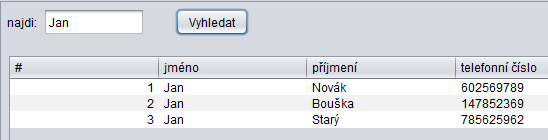 najdi: Jan Vyhledat
# jméno příjmení telefonní číslo
1 Jan Novák 602569789
2 Jan Bouška 147852369
3 Jan Starý 785625962